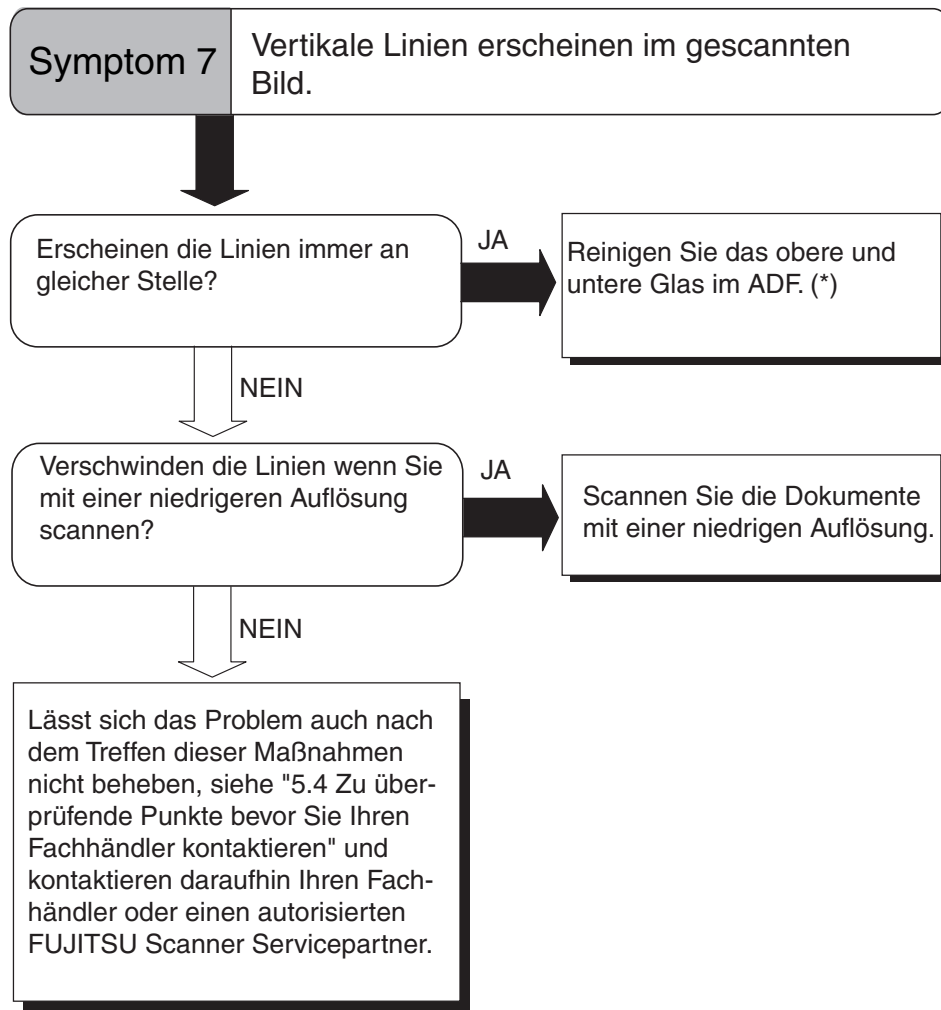 Symptom 7
Vertikale Linien erscheinen im gescannten
Bild.
Erscheinen die Linien immer an
gleicher Stelle?
JA
Reinigen Sie das obere und
untere Glas im ADF. (*)
NEIN
Verschwinden die Linien wenn Sie
mit einer niedrigeren Auflösung
scannen?
JA
Scannen Sie die Dokumente
mit einer niedrigen Auflösung.
NEIN
Lässt sich das Problem auch nach
dem Treffen dieser Maßnahmen
nicht beheben, siehe "5.4 Zu über-
prüfende Punkte bevor Sie Ihren
Fachhändler kontaktieren" und
kontaktieren daraufhin Ihren Fach-
händler oder einen autorisierten
FUJITSU Scanner Servicepartner.